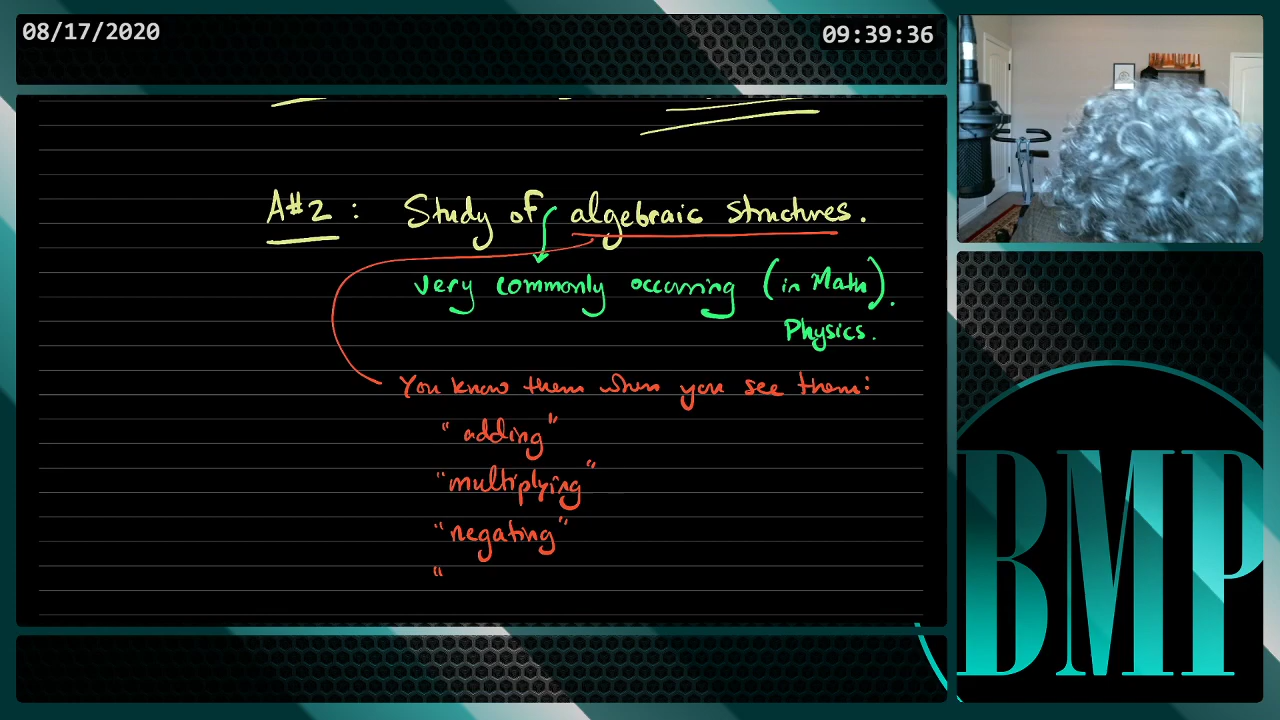 08/17/2020
09:39:36
A#2 : Study of algebraic structures.
very commonly occurring (in Math).
Physics.
You know them when you see them:
"adding"
"multiplying"
"negating"
"
BMP